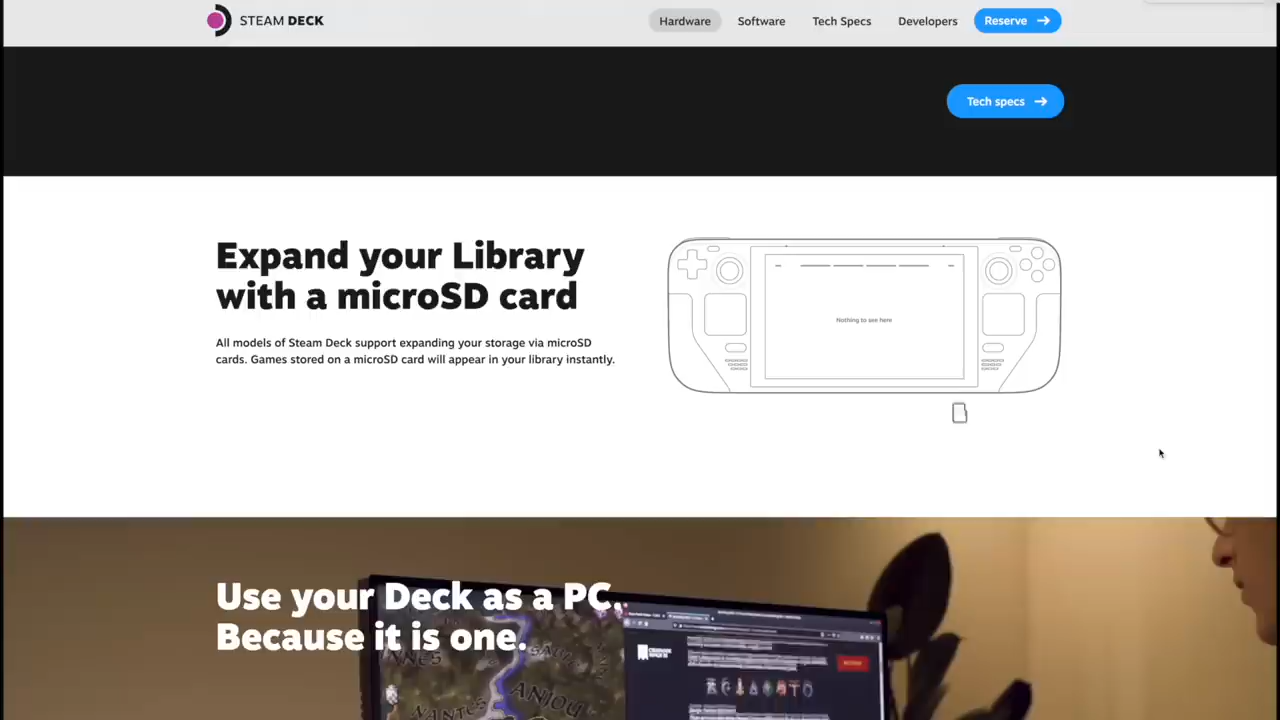 STEAM DECK
Hardware
Software
Tech Specs
Developers
Reserve
Tech specs
Expand your Library
with a microSD card
All models of Steam Deck support expanding your storage via microSD
cards. Games stored on a microSD card will appear in your library instantly.
Nothing to see here
Use your Deck as a PC.
Because it is one.
ANJOU
NANTES